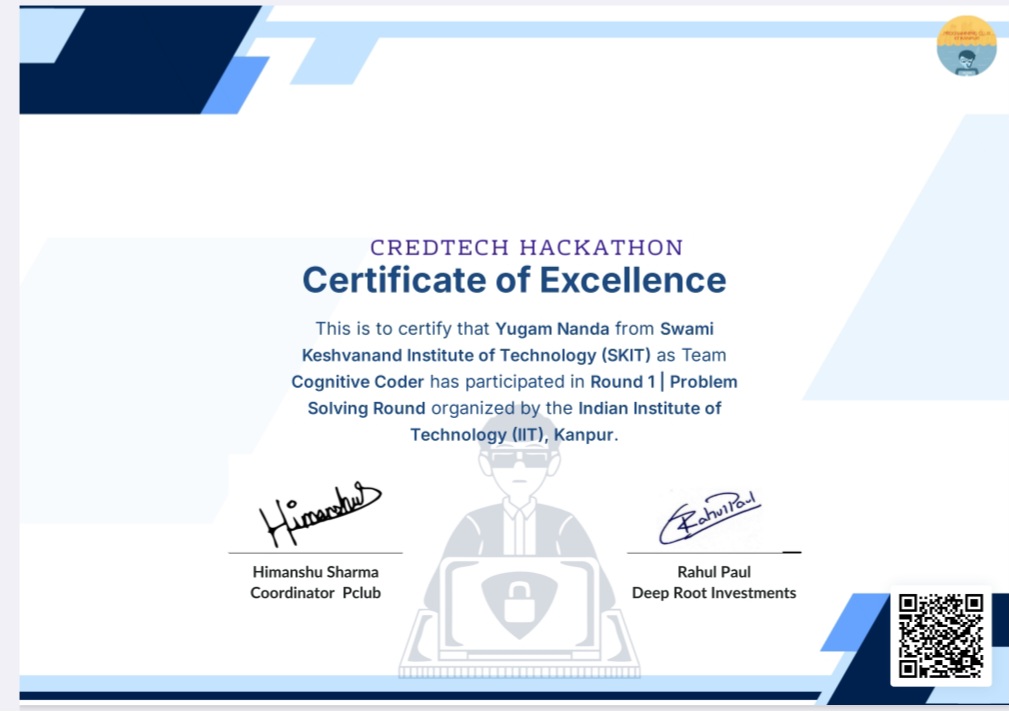 CREDTECH HACKATHON
Certificate of Excellence
This is to certify that Yugam Nanda from Swami
Keshvanand Institute of Technology (SKIT) as Team
Cognitive Coder has participated in Round 1 | Problem
Solving Round organized by the Indian Institute of
Technology (IIT), Kanpur.
Himanshu
Rahul Paul
Himanshu Sharma
Coordinator Pclub
Rahul Paul
Deep Root Investments